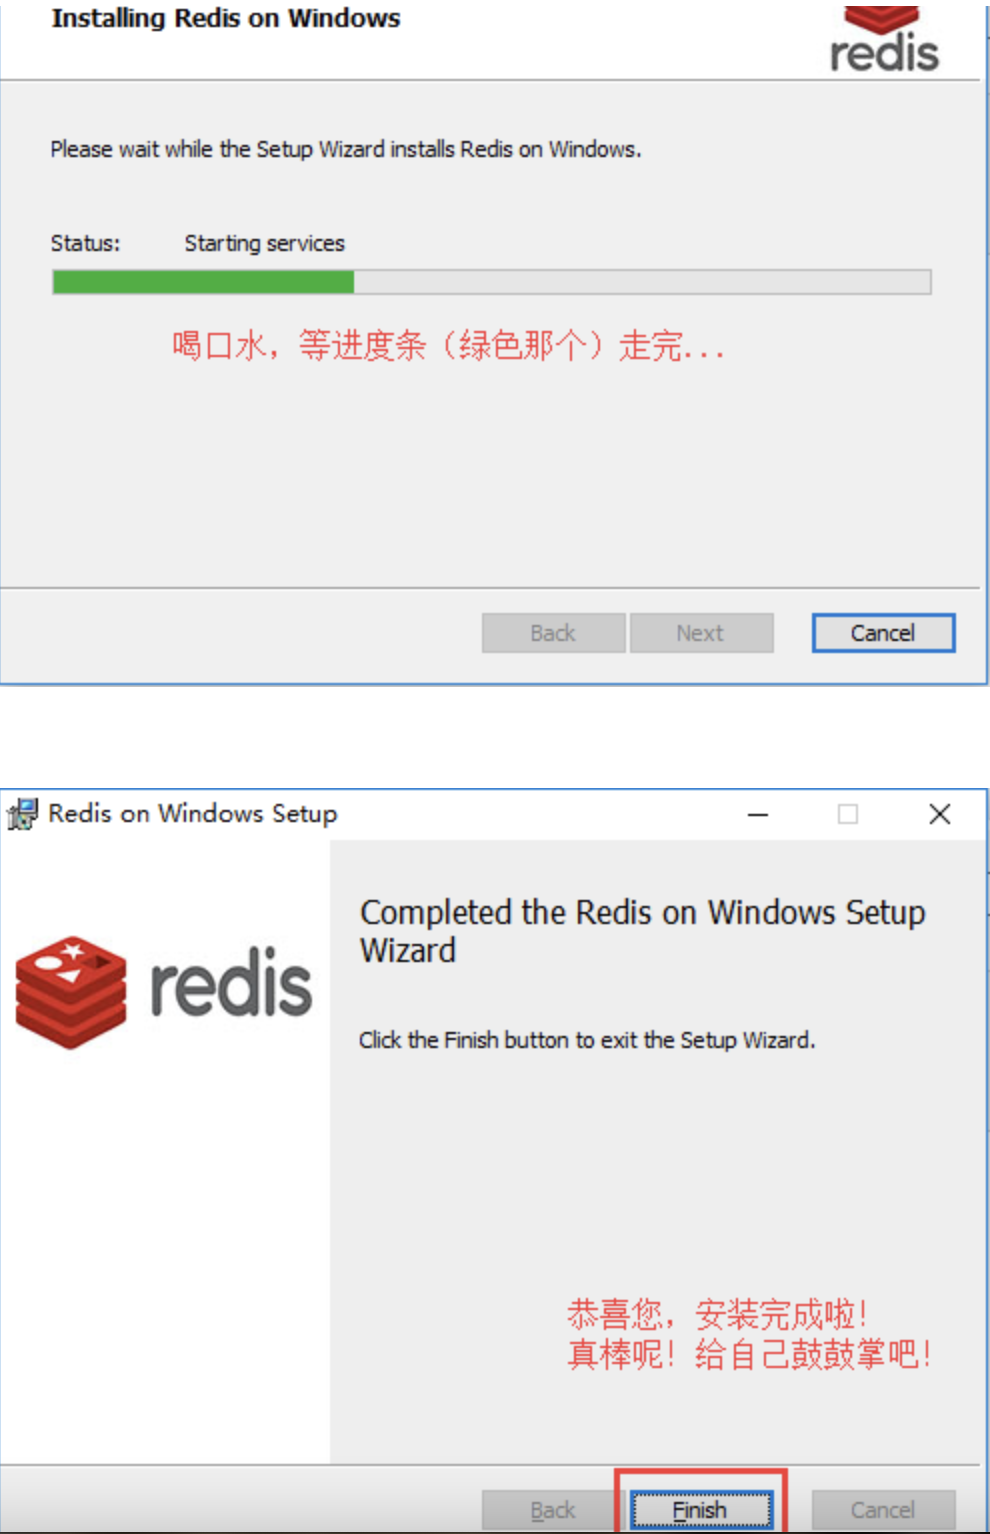 Installing Redis on Windows
redis
Please wait while the Setup Wizard installs Redis on Windows.
Status: Starting services
喝口水，等进度条（绿色那个）走完...
Back Next Cancel
Redis on Windows Setup
redis
Completed the Redis on Windows Setup
Wizard
Click the Finish button to exit the Setup Wizard.
恭喜您，安装完成啦！
真棒呢！给自己鼓鼓掌吧！
Back Finish Cancel